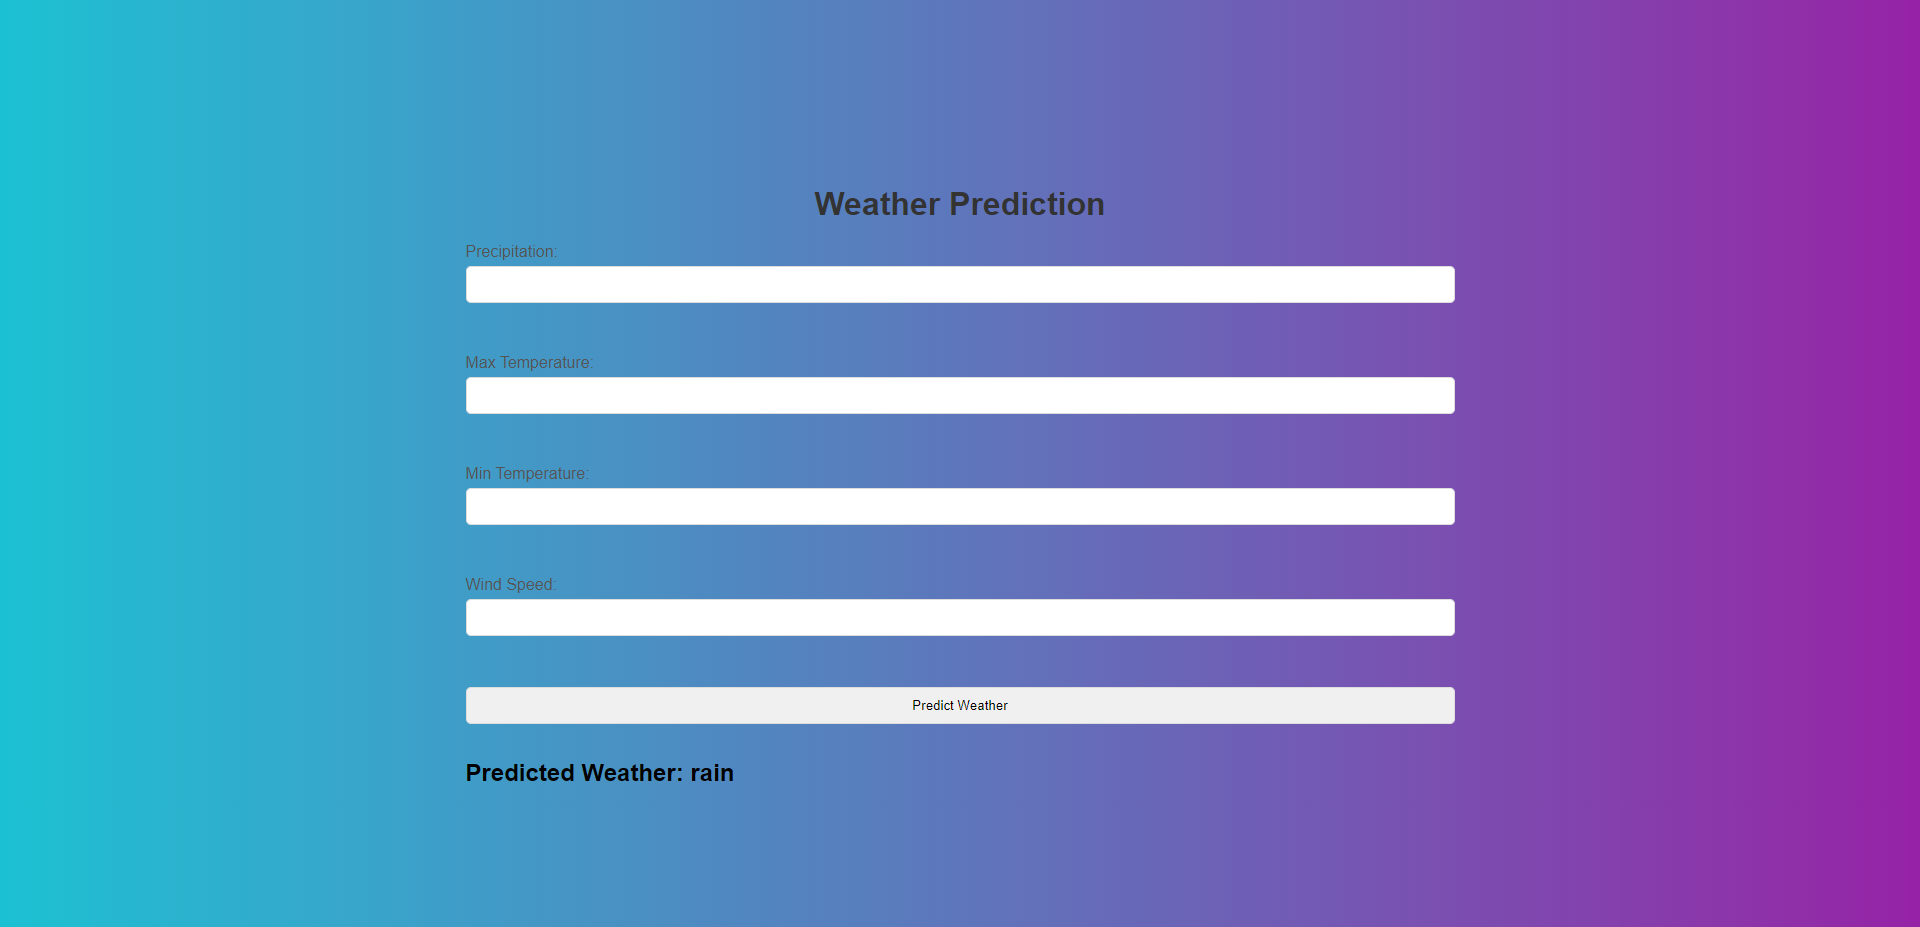 Weather Prediction
Precipitation:
Max Temperature:
Min Temperature:
Wind Speed:
Predict Weather
Predicted Weather: rain